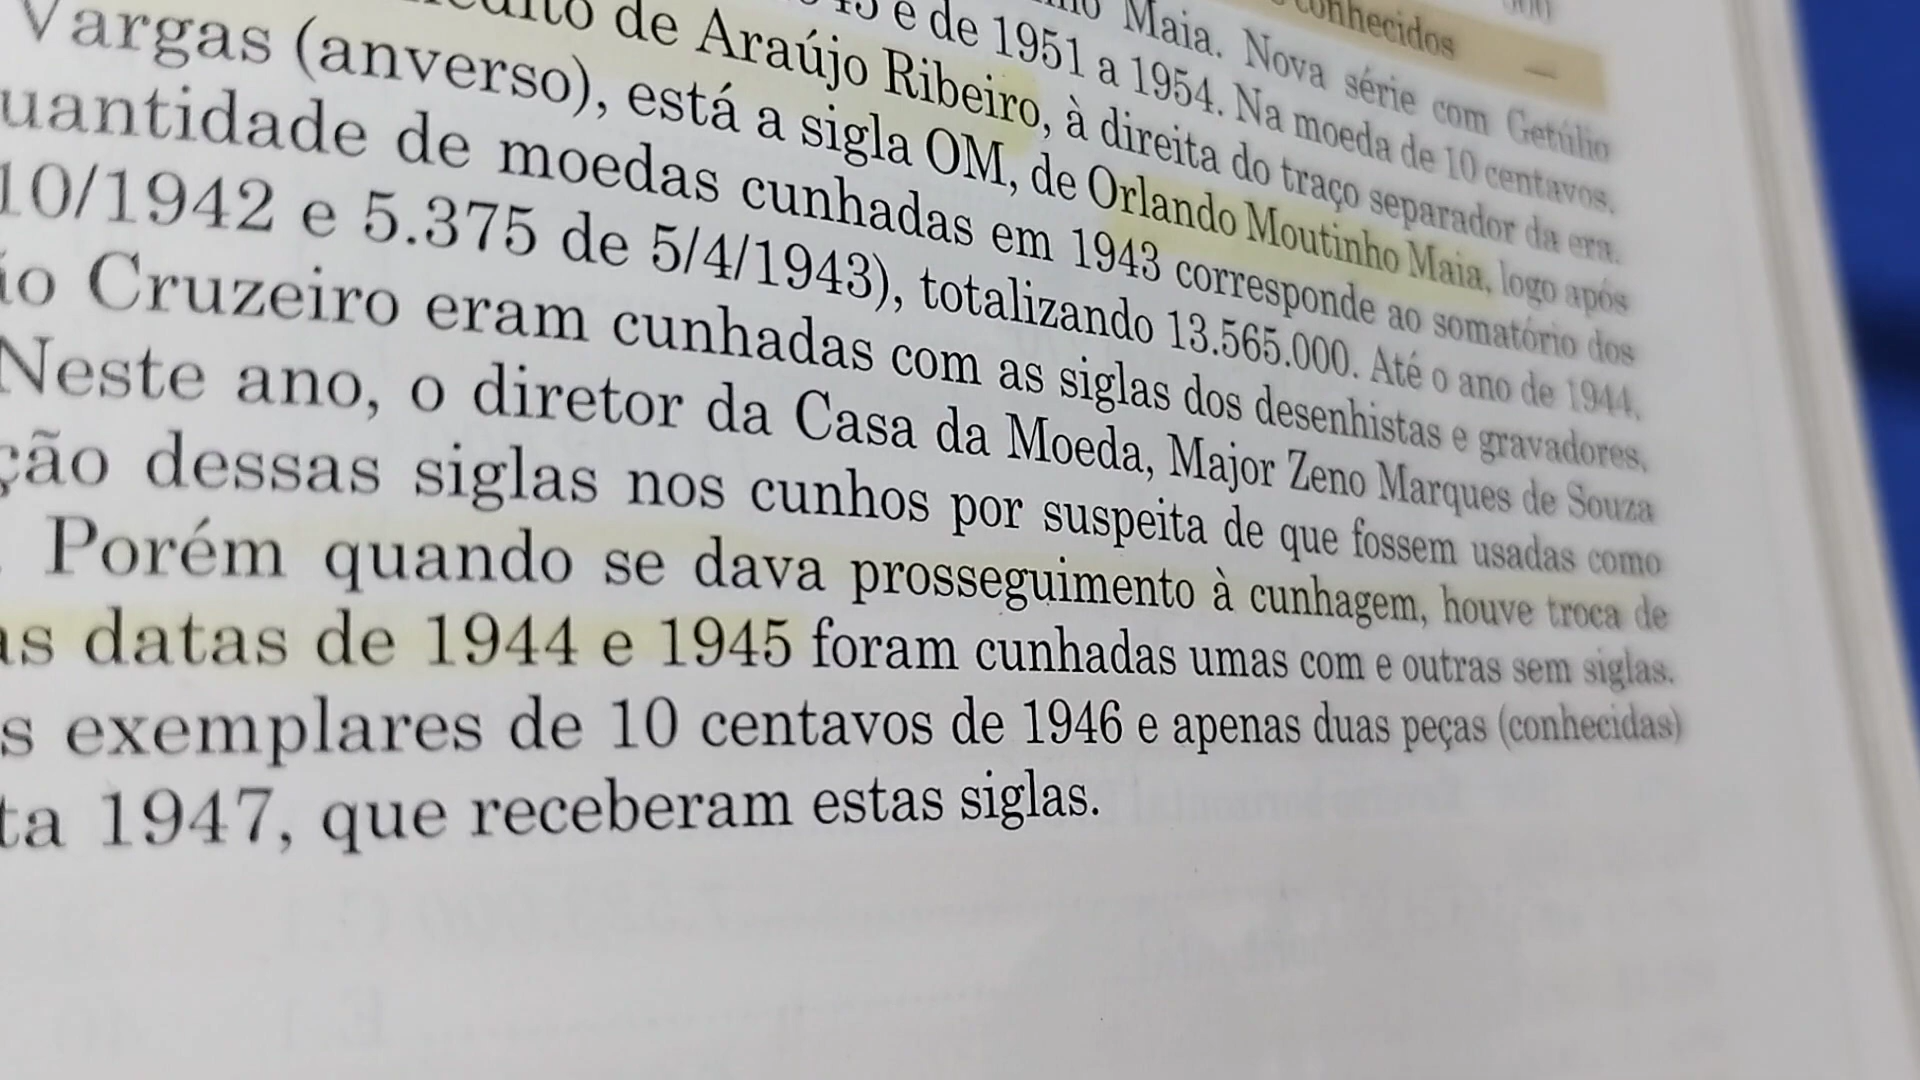 conhecidos —
Maia. Nova série com Getúlio
e de 1951 a 1954. Na moeda de 10 centavos,
de Araújo Ribeiro, à direita do traço separador da era.
Vargas (anverso), está a sigla OM, de Orlando Moutinho Maia, logo após
uantidade de moedas cunhadas em 1943 corresponde ao somatório dos
10/1942 e 5.375 de 5/4/1943), totalizando 13.565.000. Até o ano de 1944,
io Cruzeiro eram cunhadas com as siglas dos desenhistas e gravadores.
Neste ano, o diretor da Casa da Moeda, Major Zeno Marques de Souza
ção dessas siglas nos cunhos por suspeita de que fossem usadas como
. Porém quando se dava prosseguimento à cunhagem, houve troca de
as datas de 1944 e 1945 foram cunhadas umas com e outras sem siglas.
s exemplares de 10 centavos de 1946 e apenas duas peças (conhecidas)
ta 1947, que receberam estas siglas.